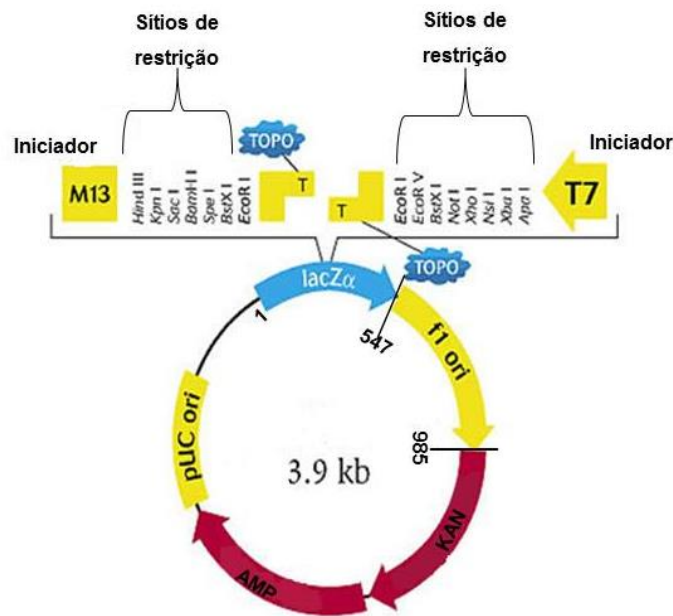 Sítios de
restrição
Sítios de
restrição
Iniciador
TOPO
Iniciador
M13
Hind III
Kpn I
Sac I
BamH I
Spe I
BstX I
EcoR I
T
T
EcoR I
EcoR V
BstX I
Not I
Xho I
Nsi I
Xba I
Apa I
T7
TOPO
lacZα
1
547
f1 ori
985
pUC ori
3.9 kb
KAN
AMP